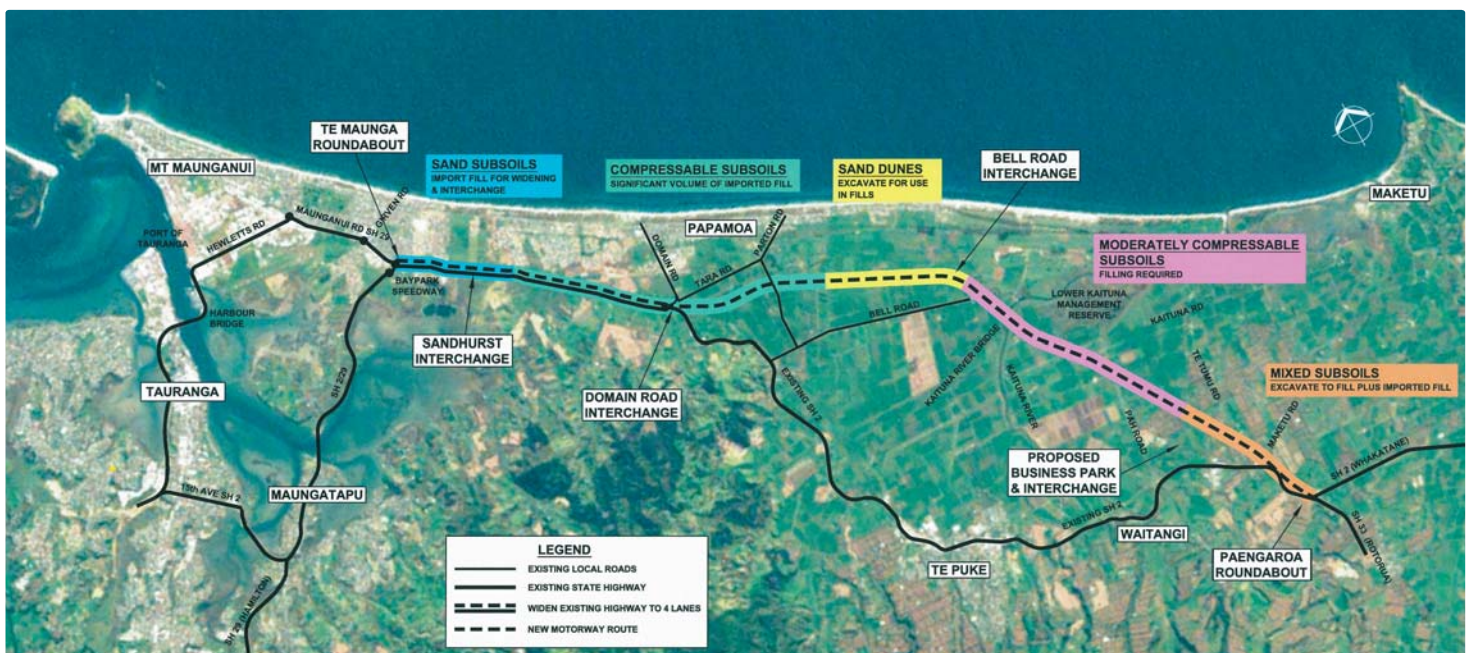 TE MAUNGA
ROUNDABOUT
MT MAUNGANUI
SAND SUBSOILS
IMPORT FILL FOR WIDENING
& INTERCHANGE
COMPRESSABLE SUBSOILS
SIGNIFICANT VOLUME OF IMPORTED FILL
SAND DUNES
EXCAVATE FOR USE
IN FILLS
BELL ROAD
INTERCHANGE
MAKETU
PORT OF
TAURANGA
HEWLETTS RD
MAUNGANUI RD SH 29
GIRVEN RD
PAPAMOA
DOMAIN RD
TARA RD
PARTON RD
MODERATELY COMPRESSABLE
SUBSOILS
FILLING REQUIRED
BAYPARK
SPEEDWAY
HARBOUR
BRIDGE
SANDHURST
INTERCHANGE
BELL ROAD
LOWER KAITUNA
MANAGEMENT
RESERVE
KAITUNA RD
TAURANGA
SH 2/29
DOMAIN ROAD
INTERCHANGE
EXISTING SH 2
KAITUNA RIVER BRIDGE
KAITUNA RIVER
PAH ROAD
TE TUMU RD
MIXED SUBSOILS
EXCAVATE TO FILL PLUS IMPORTED FILL
MAKETU RD
PROPOSED
BUSINESS PARK
& INTERCHANGE
SH 2 (WHAKATANE)
15th AVE SH 2
MAUNGATAPU
EXISTING SH 2
WAITANGI
SH 33 (ROTORUA)
PAENGAROA
ROUNDABOUT
TE PUKE
SH 29 (HAMILTON)
LEGEND
EXISTING LOCAL ROADS
EXISTING STATE HIGHWAY
WIDEN EXISTING HIGHWAY TO 4 LANES
NEW MOTORWAY ROUTE